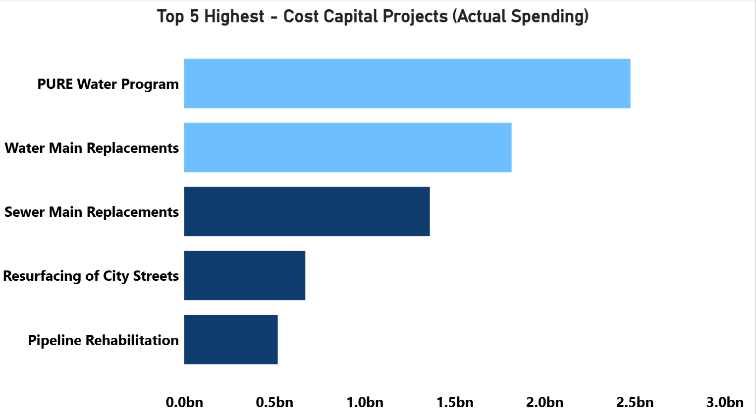 Top 5 Highest - Cost Capital Projects (Actual Spending)
PURE Water Program
Water Main Replacements
Sewer Main Replacements
Resurfacing of City Streets
Pipeline Rehabilitation
0.0bn 0.5bn 1.0bn 1.5bn 2.0bn 2.5bn 3.0bn